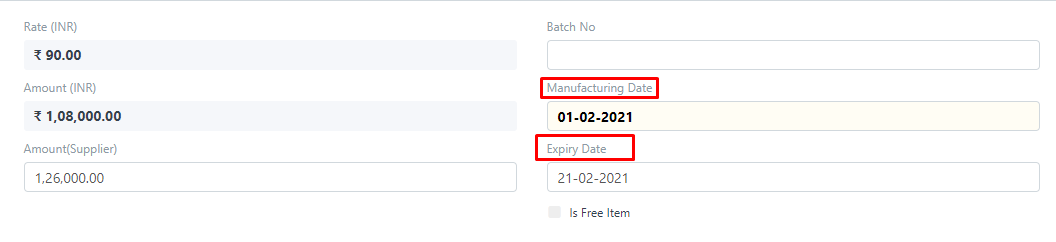 Rate (INR)
₹ 90.00
Amount (INR)
₹ 1,08,000.00
Amount(Supplier)
1,26,000.00
Batch No
Manufacturing Date
01-02-2021
Expiry Date
21-02-2021
Is Free Item